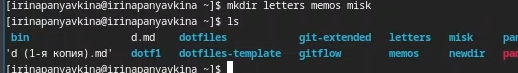 [irinapanyavkina@irinapanyavkina ~]$ mkdir letters memos misk
[irinapanyavkina@irinapanyavkina ~]$ ls
bin d.md dotfiles git-extended letters misk
'd (1-я копия).md' dotf1 dotfiles-template gitflow memos newdir
[irinapanyavkina@irinapanyavkina ~]$